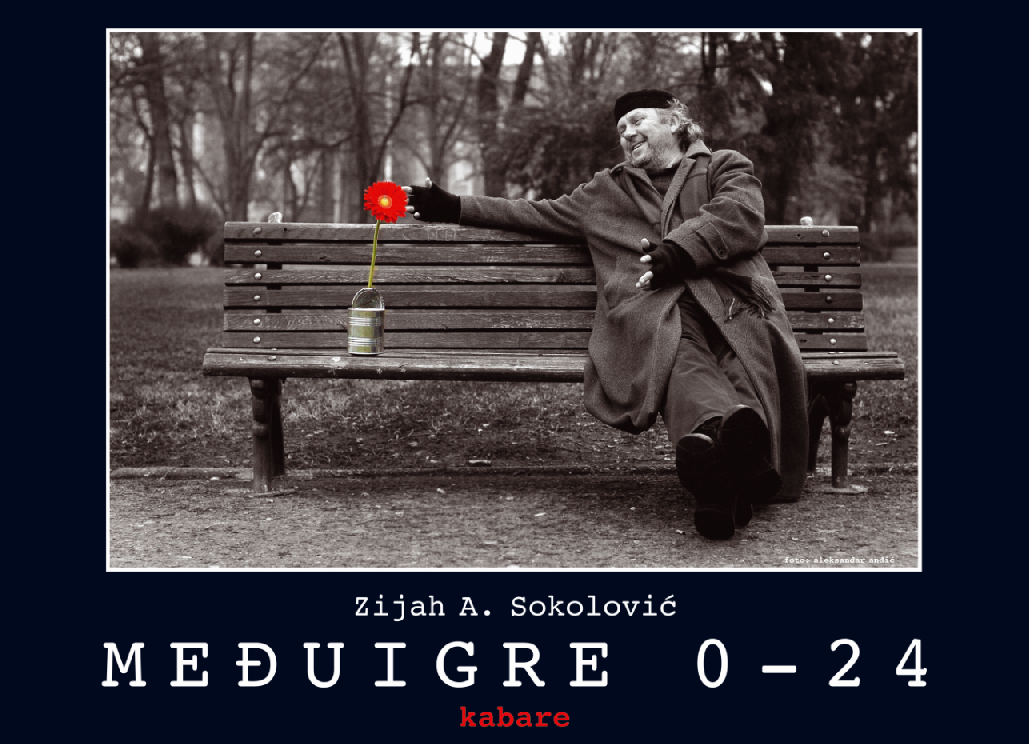 foto: aleksandar anđić
Zijah A. Sokolović
MEĐUIGRE 0-24
kabare